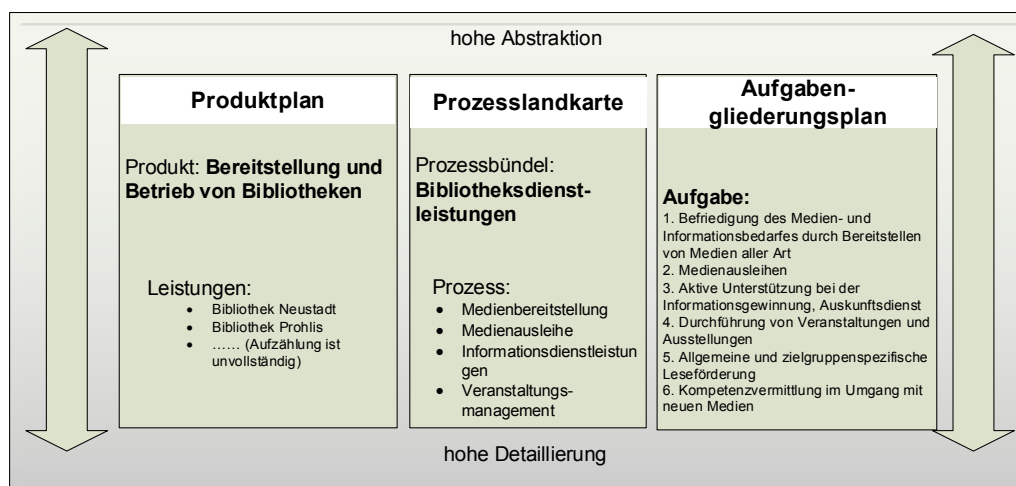 hohe Abstraktion
Produktplan
Produkt: Bereitstellung und
Betrieb von Bibliotheken
Leistungen:
• Bibliothek Neustadt
• Bibliothek Prohlis
• …… (Aufzählung ist
unvollständig)
Prozesslandkarte
Prozessbündel:
Bibliotheksdienst-
leistungen
Prozess:
• Medienbereitstellung
• Medienausleihe
• Informationsdienstleistun
gen
• Veranstaltungs-
management
Aufgaben-
gliederungsplan
Aufgabe:
1. Befriedigung des Medien- und
Informationsbedarfes durch Bereitstellen
von Medien aller Art
2. Medienausleihen
3. Aktive Unterstützung bei der
Informationsgewinnung, Auskunftsdienst
4. Durchführung von Veranstaltungen und
Ausstellungen
5. Allgemeine und zielgruppenspezifische
Leseförderung
6. Kompetenzvermittlung im Umgang mit
neuen Medien
hohe Detaillierung